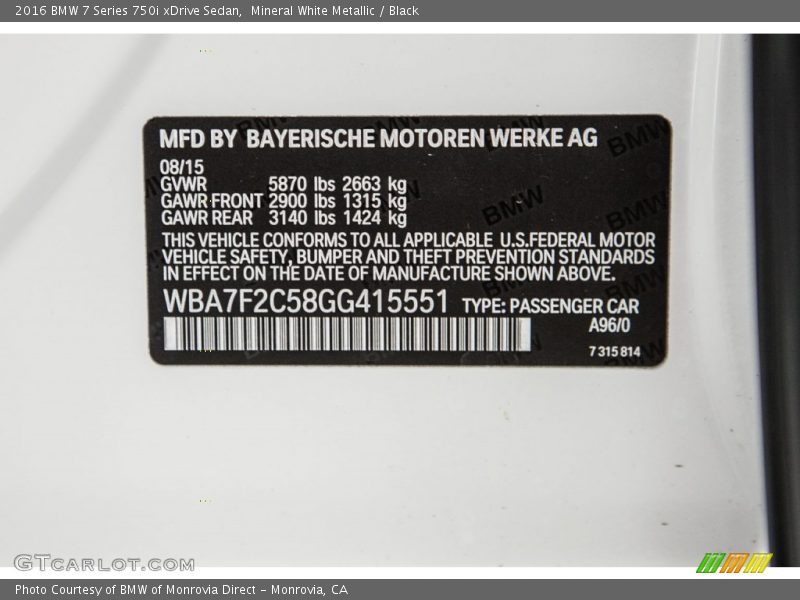 2016 BMW 7 Series 750i xDrive Sedan,  Mineral White Metallic / Black
MFD BY BAYERISCHE MOTOREN WERKE AG
08/15
GVWR 5870 lbs 2663 kg
GAWR FRONT 2900 lbs 1315 kg
GAWR REAR 3140 lbs 1424 kg
THIS VEHICLE CONFORMS TO ALL APPLICABLE U.S.FEDERAL MOTOR
VEHICLE SAFETY, BUMPER AND THEFT PREVENTION STANDARDS
IN EFFECT ON THE DATE OF MANUFACTURE SHOWN ABOVE.
WBA7F2C58GG415551 TYPE: PASSENGER CAR
A96/0
7 315 814
BMW
BMW
BMW
GTCARLOT.COM
Photo Courtesy of BMW of Monrovia Direct - Monrovia, CA